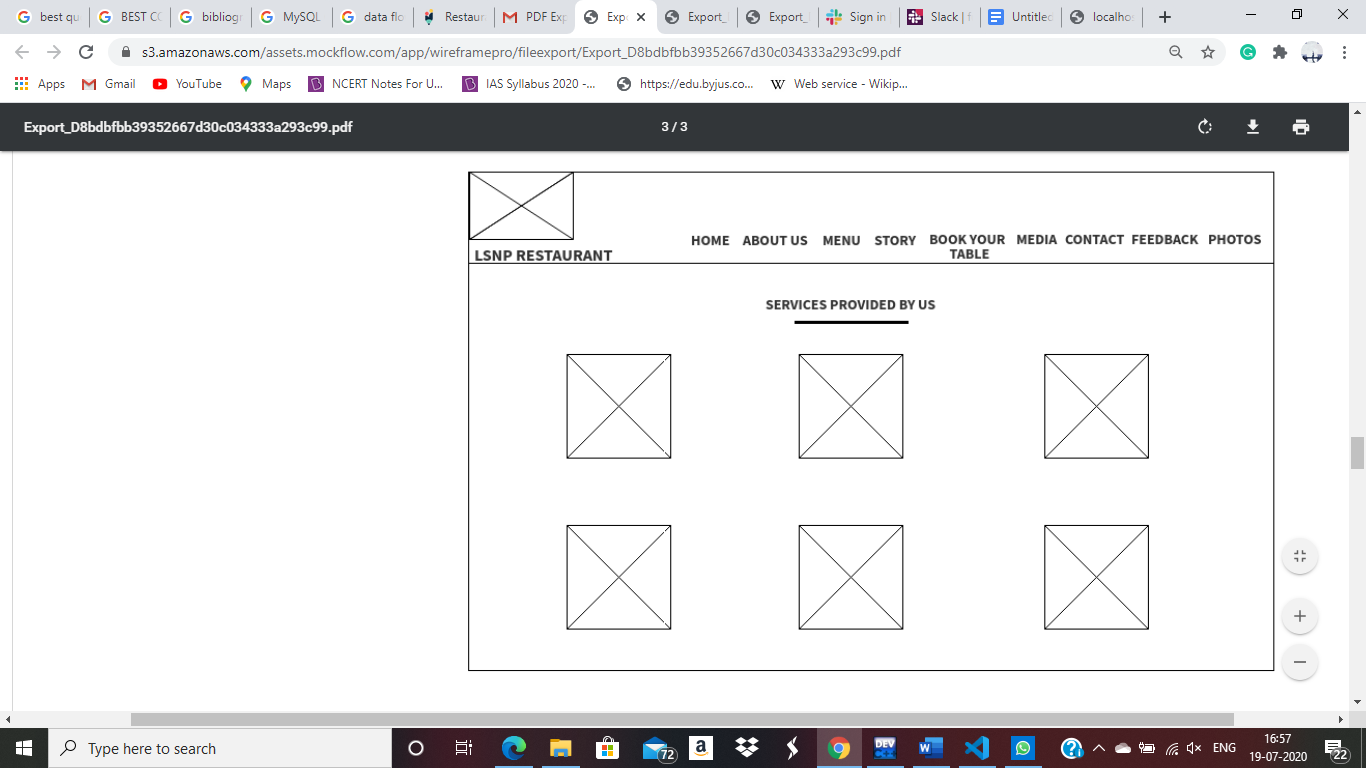 best qu
BEST CC
bibliogr
MySQL
data flo
Restaur
PDF Exp
Exp
Export_
Export_
Sign in
Slack | f
Untitled
localhos
s3.amazonaws.com/assets.mockflow.com/app/wireframepro/fileexport/Export_D8bdbfbb39352667d30c034333a293c99.pdf
Apps
Gmail
YouTube
Maps
NCERT Notes For U...
IAS Syllabus 2020 -...
https://edu.byjus.co...
W Web service - Wikip...
Export_D8bdbfbb39352667d30c034333a293c99.pdf
3 / 3
LSNP RESTAURANT
HOME
ABOUT US
MENU
STORY
BOOK YOUR
TABLE
MEDIA
CONTACT
FEEDBACK
PHOTOS
SERVICES PROVIDED BY US
Type here to search
72
a
DEV
W
ENG
16:57
19-07-2020
22